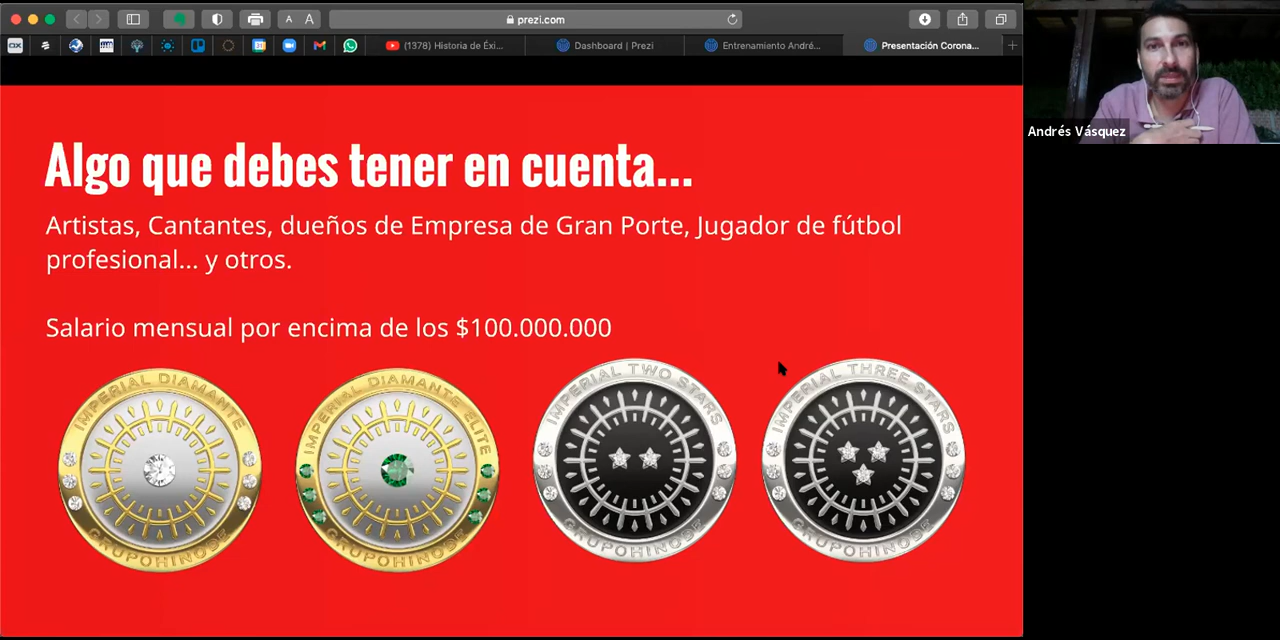 A A
prezi.com
(1378) Historia de Éxi...
Dashboard | Prezi
Entrenamiento André...
Presentación Corona...
Andrés Vásquez
Algo que debes tener en cuenta...
Artistas, Cantantes, dueños de Empresa de Gran Porte, Jugador de fútbol
profesional... y otros.
Salario mensual por encima de los $100.000.000
IMPERIAL DIAMANTE
GRUPOHINODE
IMPERIAL DIAMANTE ELITE
GRUPOHINODE
IMPERIAL TWO STARS
GRUPOHINODE
IMPERIAL THREE STARS
GRUPOHINODE